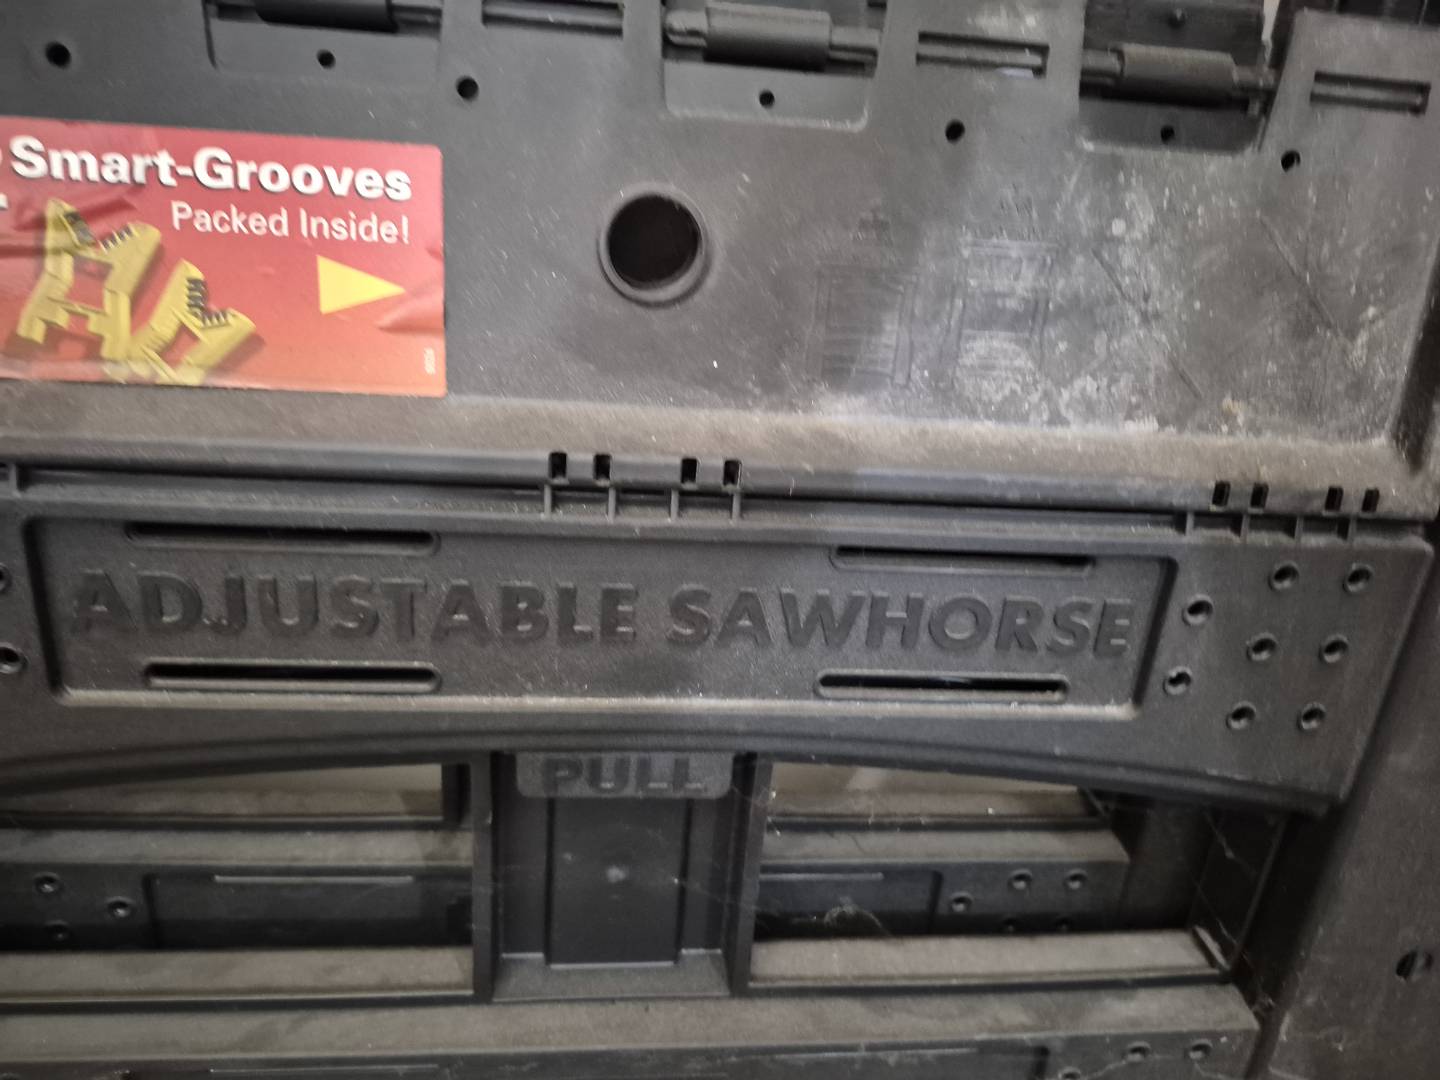 Smart-Grooves
Packed Inside!
ADJUSTABLE SAWHORSE
PULL